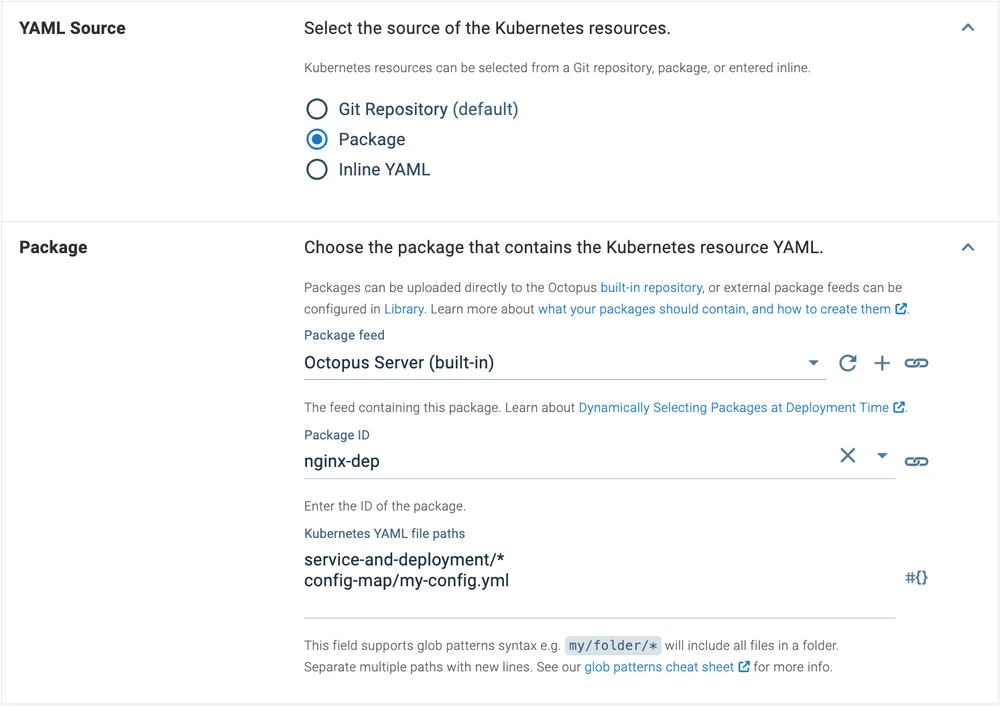 YAML Source
Select the source of the Kubernetes resources.
Kubernetes resources can be selected from a Git repository, package, or entered inline.
Git Repository (default)
Package
Inline YAML
Package
Choose the package that contains the Kubernetes resource YAML.
Packages can be uploaded directly to the Octopus built-in repository, or external package feeds can be
configured in Library. Learn more about what your packages should contain, and how to create them.
Package feed
Octopus Server (built-in)
The feed containing this package. Learn about Dynamically Selecting Packages at Deployment Time.
Package ID
nginx-dep
Enter the ID of the package.
Kubernetes YAML file paths
service-and-deployment/*
config-map/my-config.yml
#{}
This field supports glob patterns syntax e.g. my/folder/* will include all files in a folder.
Separate multiple paths with new lines. See our glob patterns cheat sheet for more info.